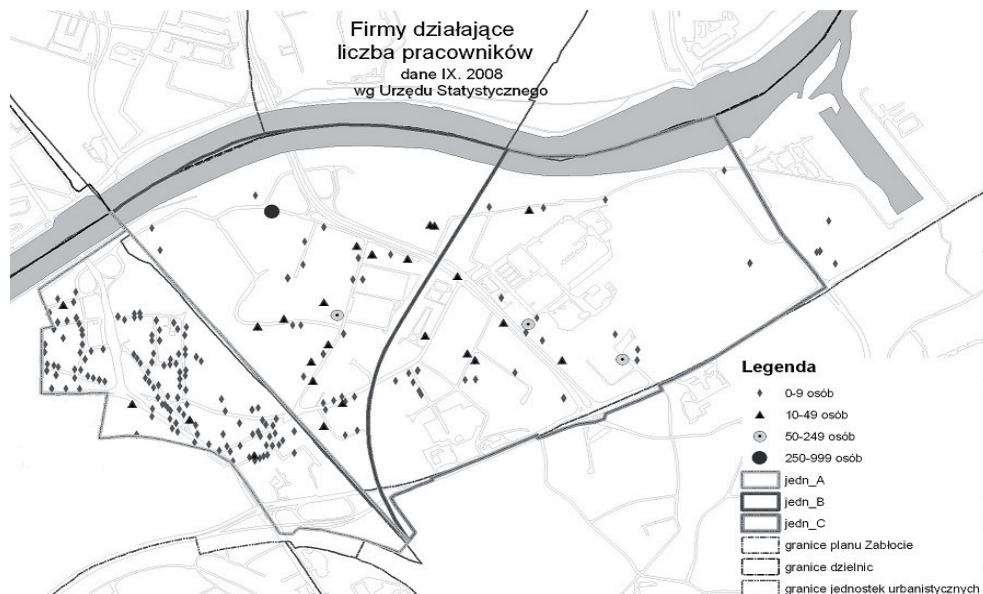 Firmy działające
liczba pracowników
dane IX. 2008
wg Urzędu Statystycznego
Legenda
0-9 osób
10-49 osób
50-249 osób
250-999 osób
jedn_A
jedn_B
jedn_C
granice planu Zabłocie
granice dzielnic
granice jednostek urbanistycznych